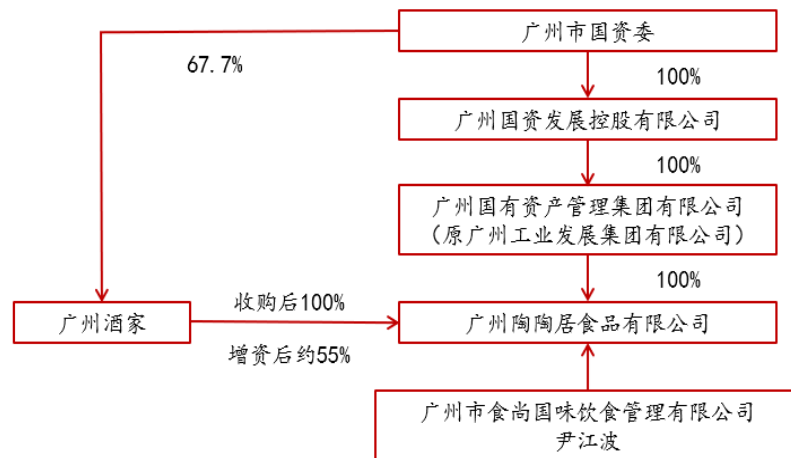 广州市国资委
67.7%
100%
广州国资发展控股有限公司
100%
广州国有资产管理集团有限公司
（原广州工业发展集团有限公司）
100%
广州酒家
收购后100%
增资后约55%
广州陶陶居食品有限公司
广州市食尚国味饮食管理有限公司
尹江波